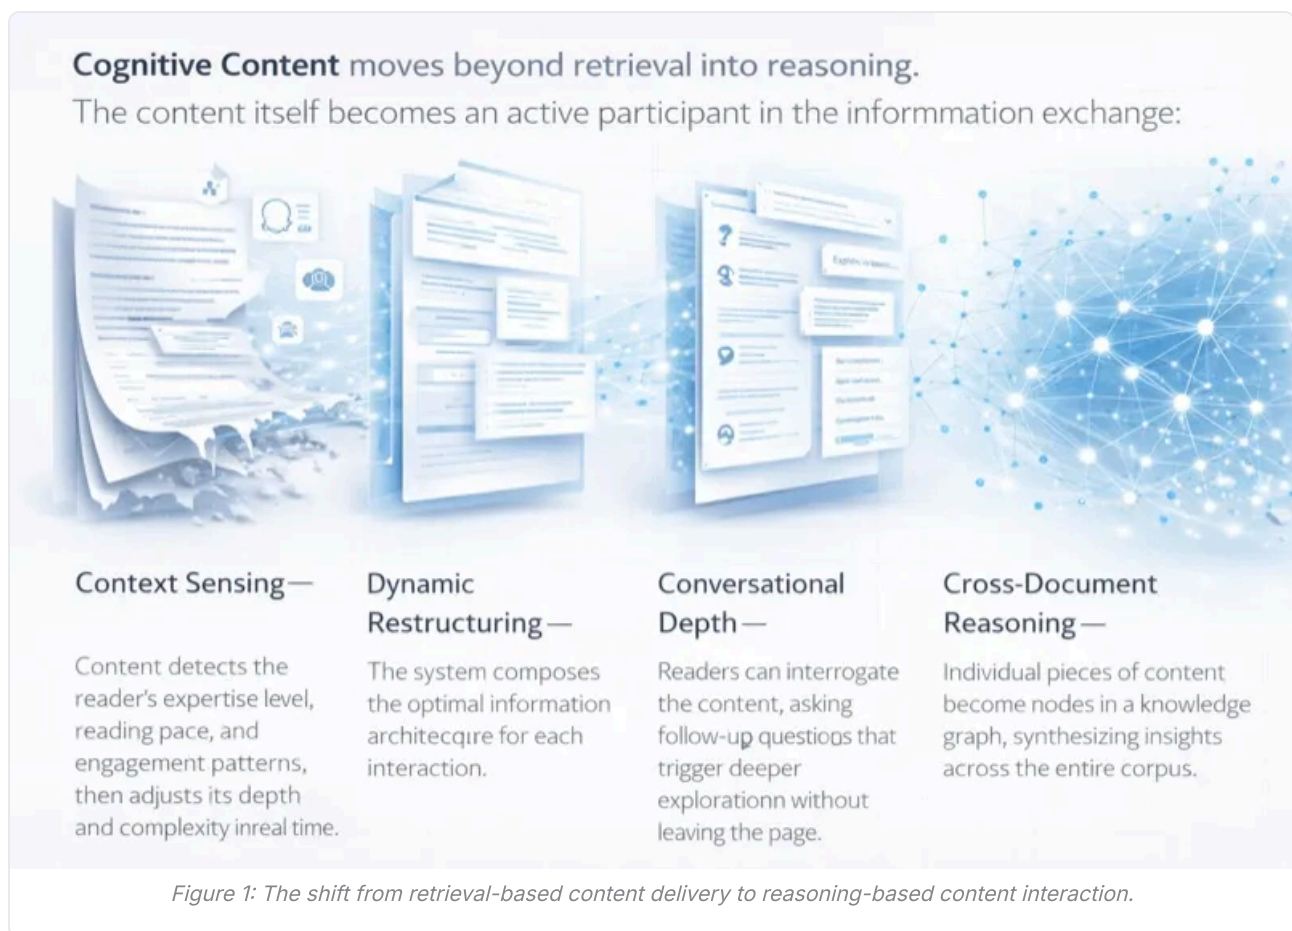 Cognitive Content moves beyond retrieval into reasoning.
The content itself becomes an active participant in the informmation exchange:
Context Sensing—
Content detects the
reader's expertise level,
reading pace, and
engagement patterns,
then adjusts its depth
and complexity inreal time.
Dynamic
Restructuring—
The system composes
the optimal information
architecqıre for each
interaction.
Conversational
Depth—
Readers can interrogate
the content, asking
follow-up questioɑs that
trigger deeper
explorationn without
leaving the page.
Cross-Document
Reasoning—
Individual pieces of content
become nodes in a knowledge
graph, synthesizing insights
across the entire corpus.
Figure 1: The shift from retrieval-based content delivery to reasoning-based content interaction.